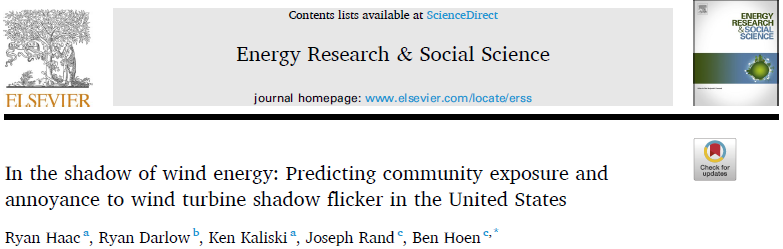 Contents lists available at ScienceDirect
Energy Research & Social Science
ELSEVIER
journal homepage: www.elsevier.com/locate/erss
ENERGY
RESEARCH
& SOCIAL
SCIENCE
Check for
updates
In the shadow of wind energy: Predicting community exposure and
annoyance to wind turbine shadow flicker in the United States
Ryan Haac a, Ryan Darlow b, Ken Kaliski a, Joseph Rand c, Ben Hoen c,*